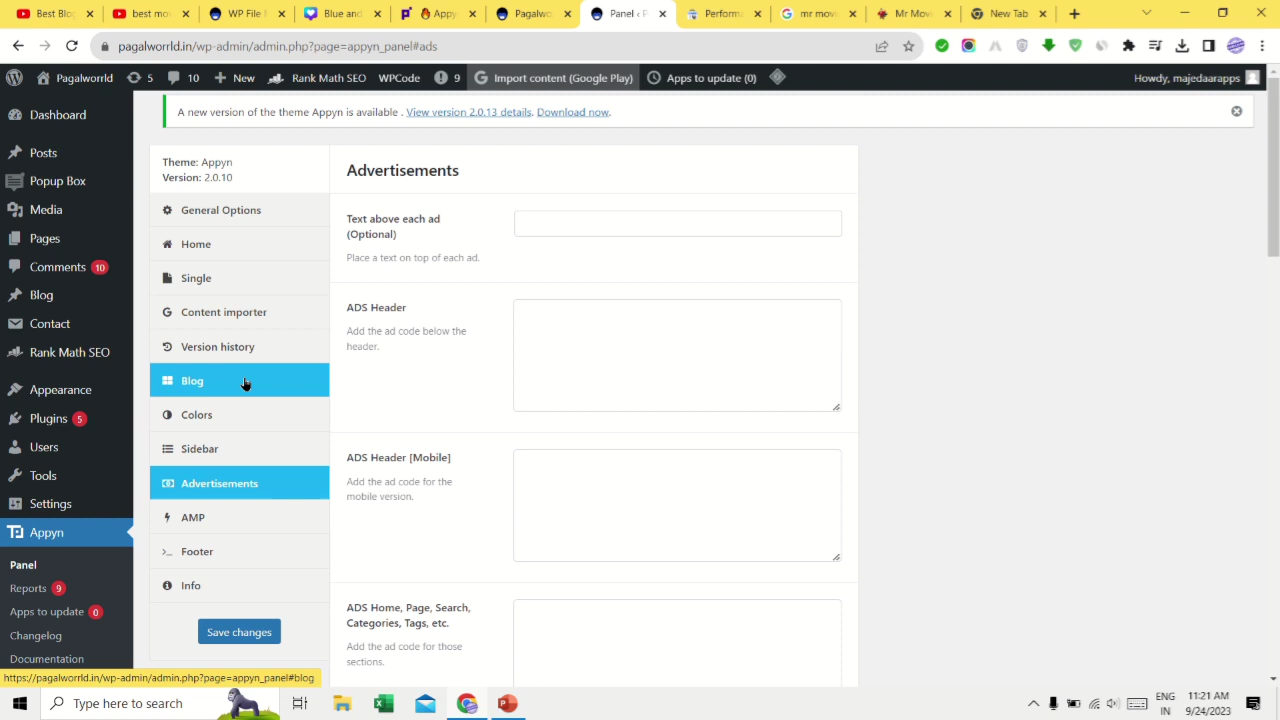 Best Blog
best mov
WP File
Blue and
Appy
Pagalwo
Panel < P
Performa
mr move
Mr Mov
New Tab
pagalworrld.in/wp-admin/admin.php?page=appyn_panel#ads
Pagalworld
5
10
New
Rank Math SEO
WPCode
9
Import content (Google Play)
Apps to update (0)
Howdy, majedaarapps
A new version of the theme Appyn is available . View version 2.0.13 details. Download now.
Dashboard
Posts
Popup Box
Media
Pages
Comments 10
Blog
Contact
Rank Math SEO
Appearance
Plugins 5
Users
Tools
Settings
Appyn
Panel
Reports 9
Apps to update 0
Changelog
Documentation
Theme: Appyn
Version: 2.0.10
General Options
Home
Single
Content importer
Version history
Blog
Colors
Sidebar
Advertisements
AMP
Footer
Info
Save changes
Advertisements
Text above each ad
(Optional)
Place a text on top of each ad.
ADS Header
Add the ad code below the
header.
ADS Header [Mobile]
Add the ad code for the
mobile version.
ADS Home, Page, Search,
Categories, Tags, etc.
Add the ad code for those
sections.
https://pagalworrld.in/wp-admin/admin.php?page=appyn_panel#blog
Type here to search
ENG
IN
11:21 AM
9/24/2023